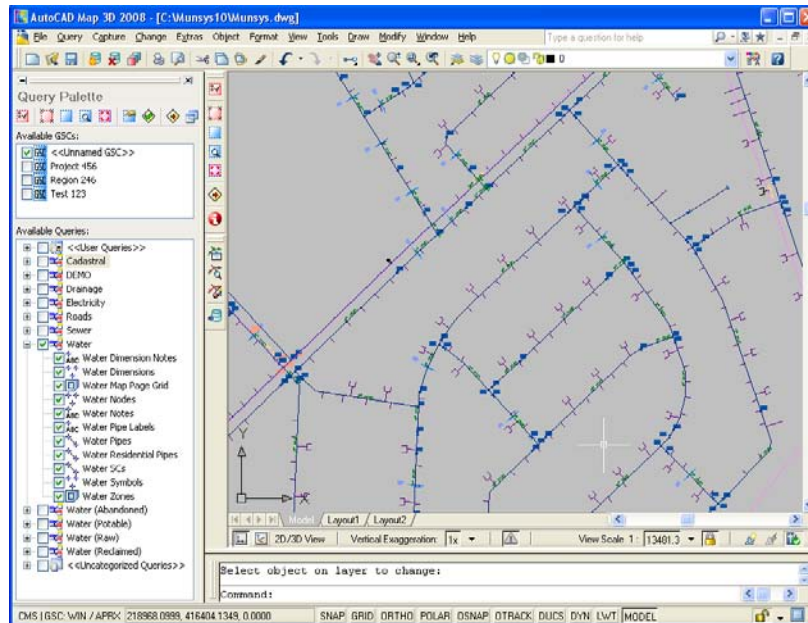 AutoCAD Map 3D 2008 - [C:\Munsys10\Munsys.dwg]
File Query Capture Change Extras Object Format View Tools Draw Modify Window Help Type a question for help
0
Query Palette
Available GSCs:
<<Unnamed GSC>>
Project 456
Region 246
Test 123
Available Queries:
<<User Queries>>
Cadastral
DEMO
Drainage
Electricity
Roads
Sewer
Water
Water Dimension Notes
Water Dimensions
Water Map Page Grid
Water Nodes
Water Notes
Water Pipe Labels
Water Pipes
Water Residential Pipes
Water SCs
Water Symbols
Water Zones
Water (Abandoned)
Water (Potable)
Water (Raw)
Water (Reclaimed)
<<Uncategorized Queries>>
Y
X
Model Layout1 Layout2
2D/3D View Vertical Exaggeration: 1x View Scale 1 : 13481.3
Select object on layer to change:
Command:
CMS | GSC: WIN / APRX 218968.0999, 416404.1349, 0.0000 SNAP GRID ORTHO POLAR OSNAP OTRACK DUCS DYN LWT MODEL